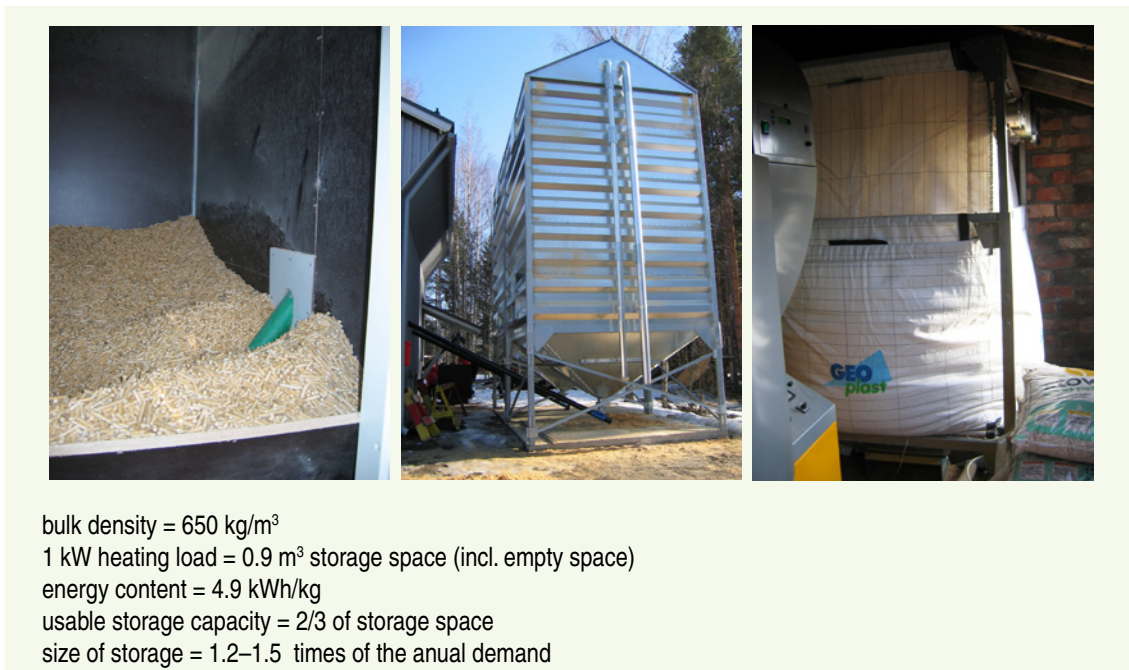 GEO
plast
bulk density = 650 kg/m³
1 kW heating load = 0.9 m³ storage space (incl. empty space)
energy content = 4.9 kWh/kg
usable storage capacity = 2/3 of storage space
size of storage = 1.2–1.5 times of the anual demand